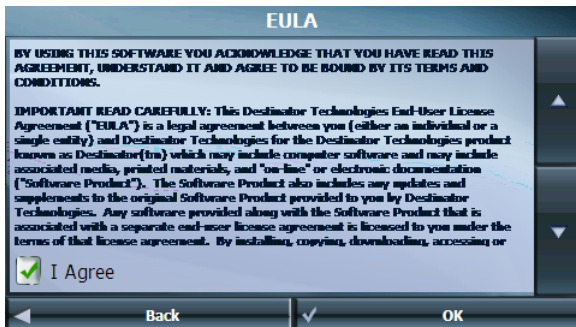 EULA
BY USING THIS SOFTWARE YOU ACKNOWLEDGE THAT YOU HAVE READ THIS
AGREEMENT, UNDERSTAND IT AND AGREE TO BE BOUND BY ITS TERMS AND
CONDITIONS.
IMPORTANT READ CAREFULLY: This Destinator Technologies End-User License
Agreement ("EULA") is a legal agreement between you (either an individual or a
single entity) and Destinator Technologies for the Destinator Technologies product
known as Destinator(tm) which may include computer software and may include
associated media, printed materials, and "on-line" or electronic documentation
("Software Product"). The Software Product also includes any updates and
supplements to the original Software Product provided to you by Destinator
Technologies. Any software provided along with the Software Product that is
associated with a separate end-user license agreement is licensed to you under the
terms of that license agreement. By installing, copying, downloading, accessing or
I Agree
Back
OK